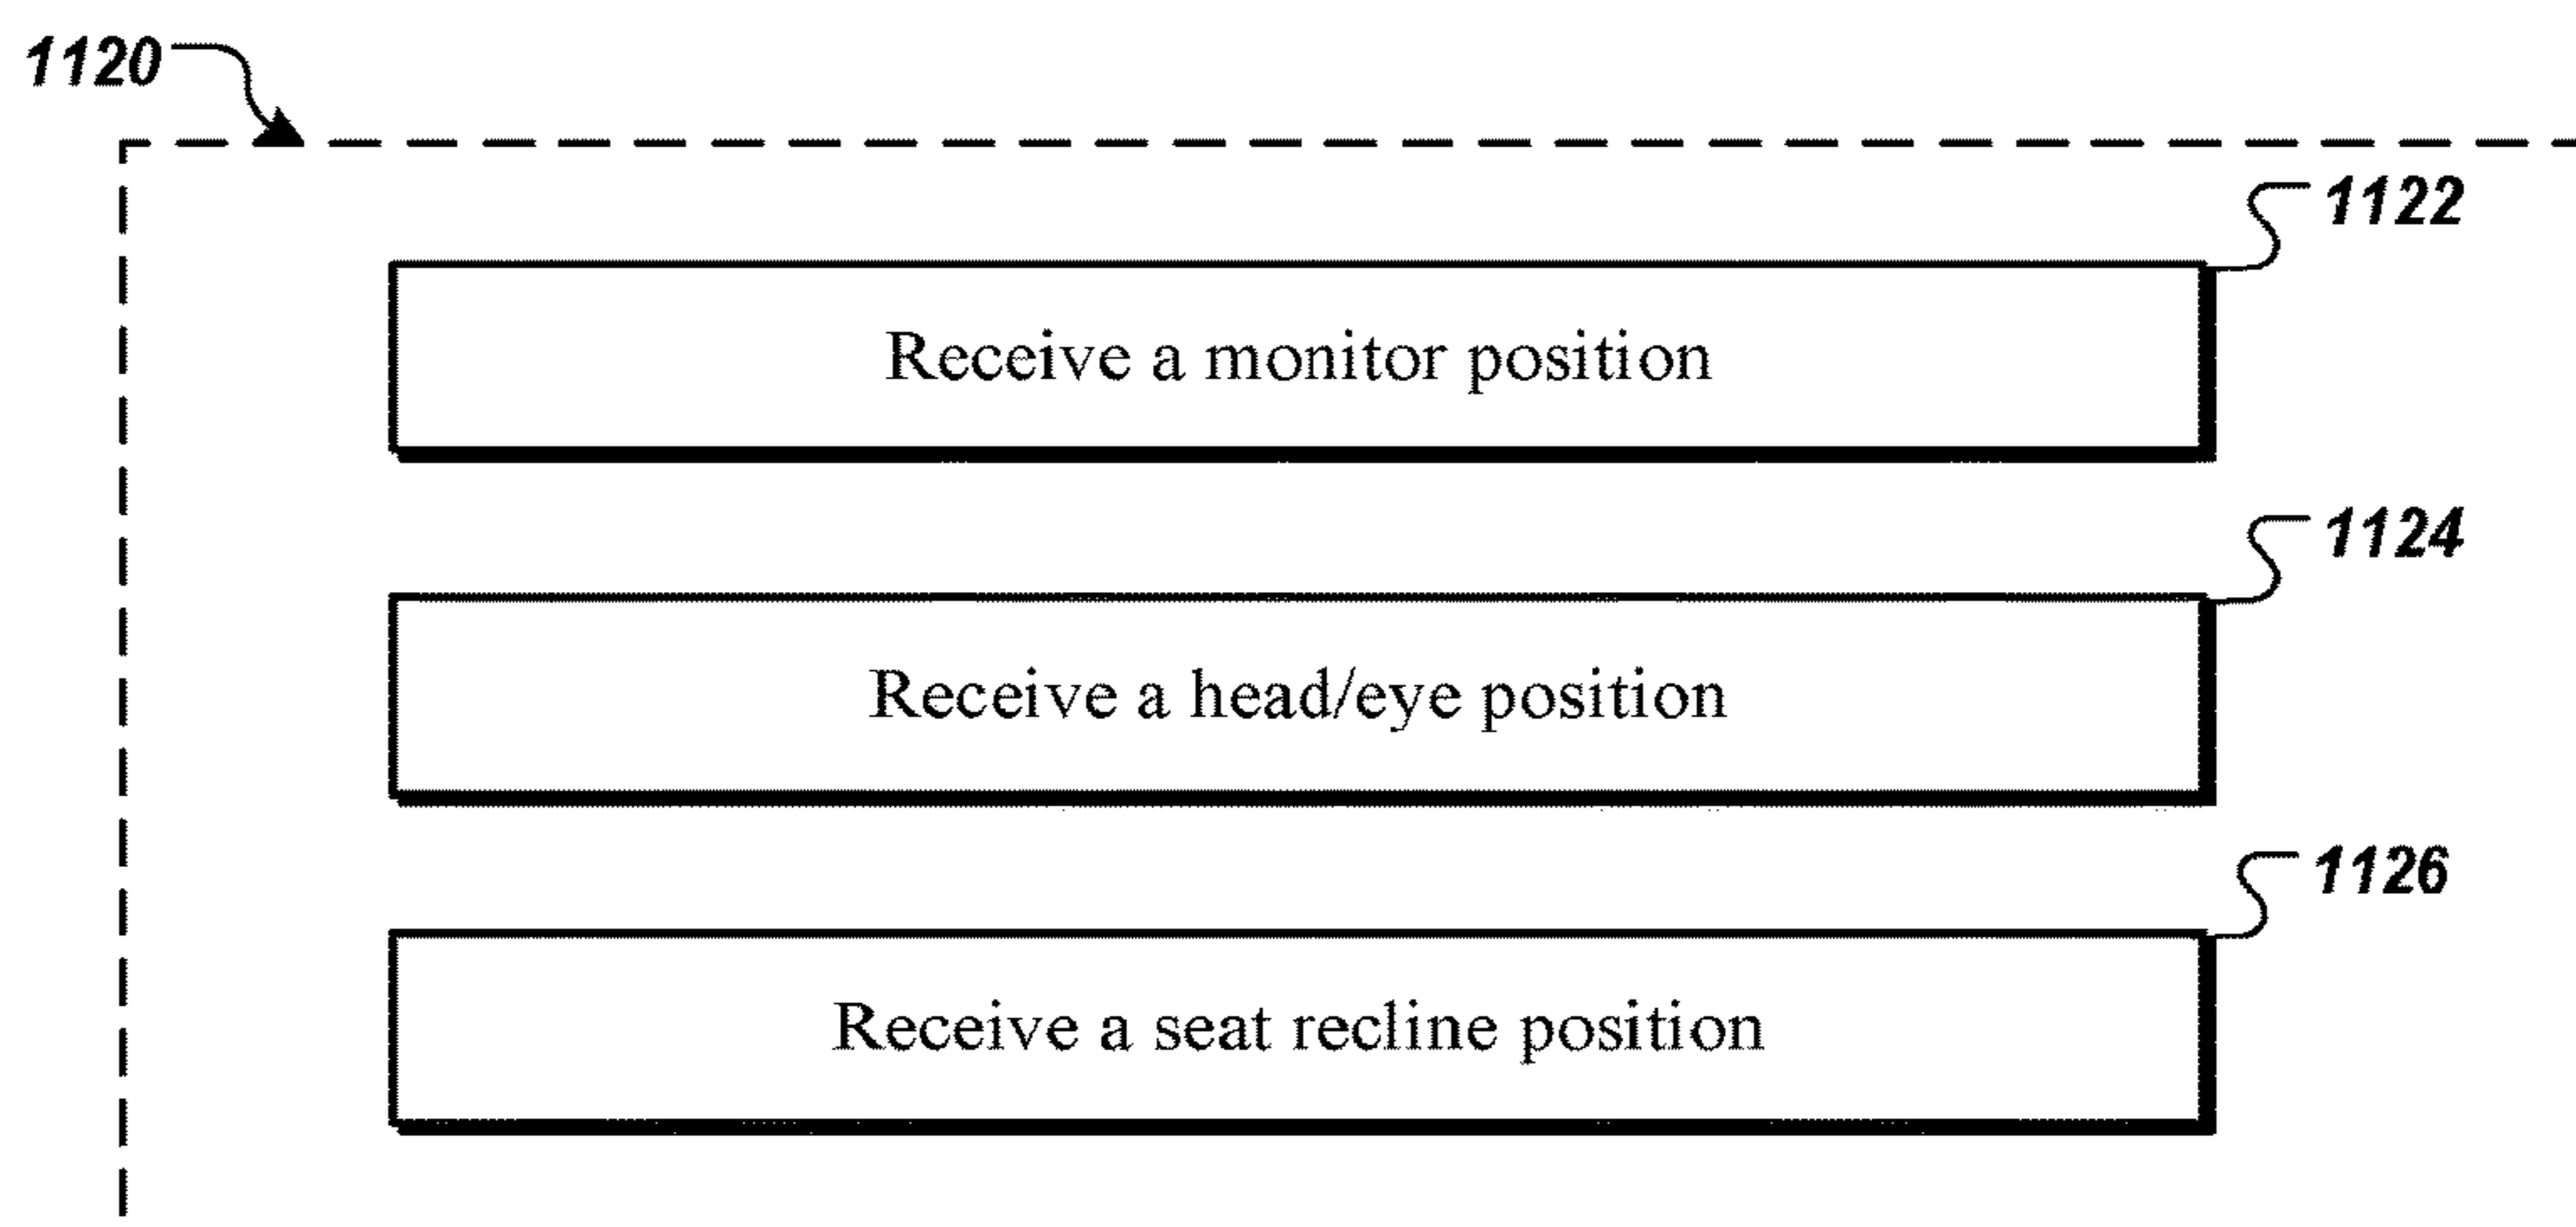 1120
1122
Receive a monitor position
1124
Receive a head/eye position
1126
Receive a seat recline position